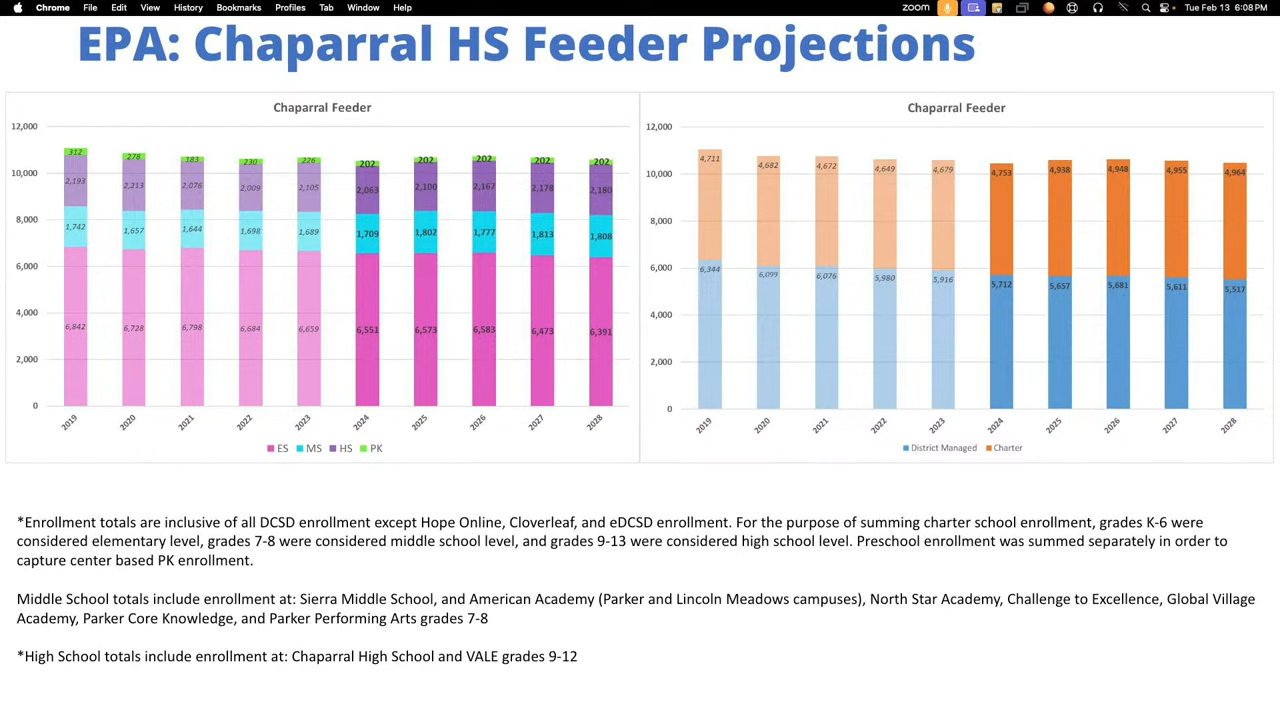 Chrome File Edit View History Bookmarks Profiles Tab Window Help zoom Tue Feb 13 6:08 PM
EPA: Chaparral HS Feeder Projections
Chaparral Feeder
12,000
10,000
8,000
6,000
4,000
2,000
0
312 278 183 230 226 202 202 202 202 202
2,193 2,213 2,076 2,009 2,105 2,063 2,100 2,167 2,178 2,180
1,742 1,657 1,644 1,698 1,689 1,709 1,802 1,777 1,813 1,808
6,842 6,728 6,798 6,684 6,659 6,551 6,573 6,583 6,473 6,391
2019 2020 2021 2022 2023 2024 2025 2026 2027 2028
ES MS HS PK
Chaparral Feeder
12,000
10,000
8,000
6,000
4,000
2,000
0
4,711 4,682 4,672 4,649 4,679 4,753 4,938 4,948 4,955 4,964
6,344 6,099 6,076 5,980 5,916 5,712 5,657 5,681 5,611 5,517
2019 2020 2021 2022 2023 2024 2025 2026 2027 2028
District Managed Charter
*Enrollment totals are inclusive of all DCSD enrollment except Hope Online, Cloverleaf, and eDCSD enrollment. For the purpose of summing charter school enrollment, grades K-6 were
considered elementary level, grades 7-8 were considered middle school level, and grades 9-13 were considered high school level. Preschool enrollment was summed separately in order to
capture center based PK enrollment.
Middle School totals include enrollment at: Sierra Middle School, and American Academy (Parker and Lincoln Meadows campuses), North Star Academy, Challenge to Excellence, Global Village
Academy, Parker Core Knowledge, and Parker Performing Arts grades 7-8
*High School totals include enrollment at: Chaparral High School and VALE grades 9-12